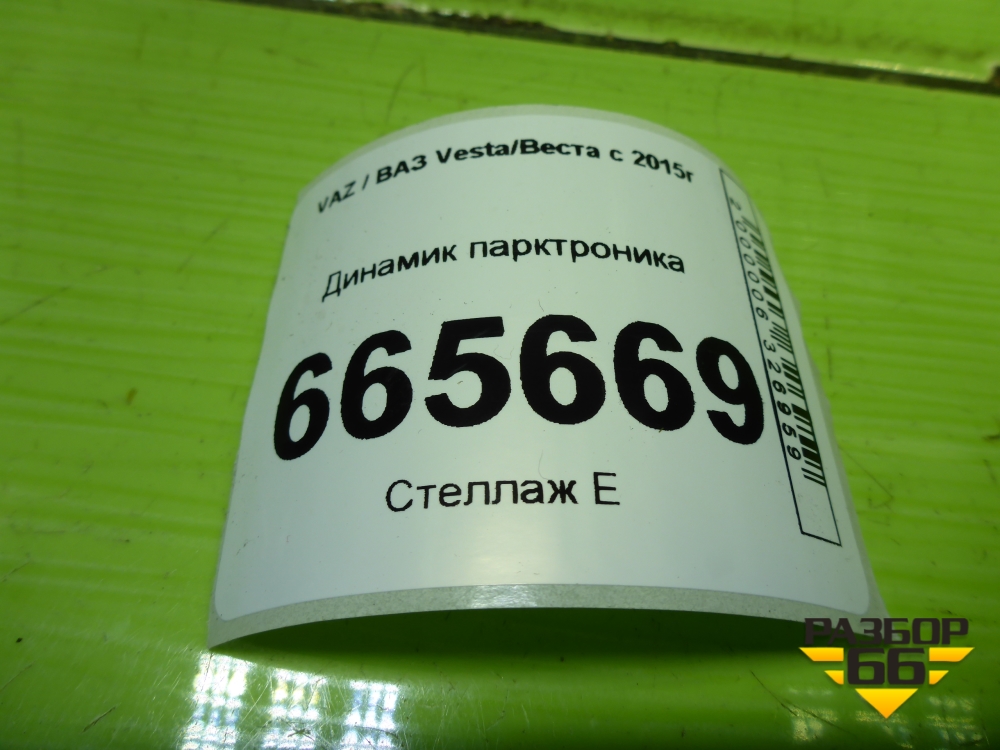 VAZ / ВАЗ Vesta/Веста с 2015г
Динамик парктроника
665669
Стеллаж Е
2000006326959
РАЗБОР
66